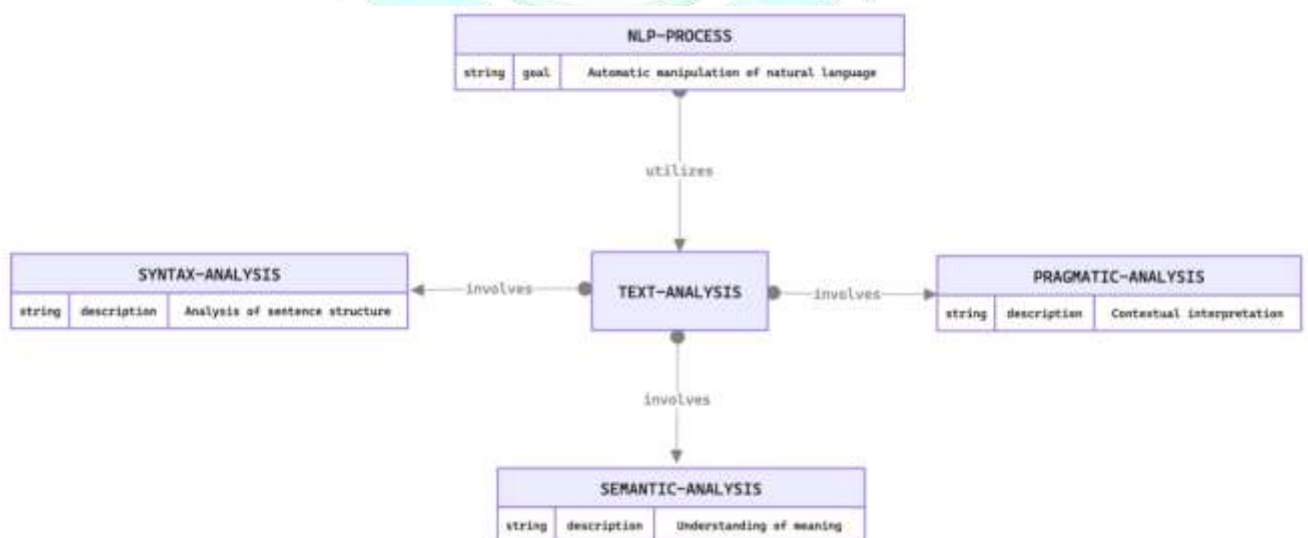 NLP-PROCESS
string goal Automatic manipulation of natural language
utilizes
SYNTAX-ANALYSIS
string description Analysis of sentence structure
involves
TEXT-ANALYSIS
involves
PRAGMATIC-ANALYSIS
string description Contextual interpretation
involves
SEMANTIC-ANALYSIS
string description Understanding of meaning